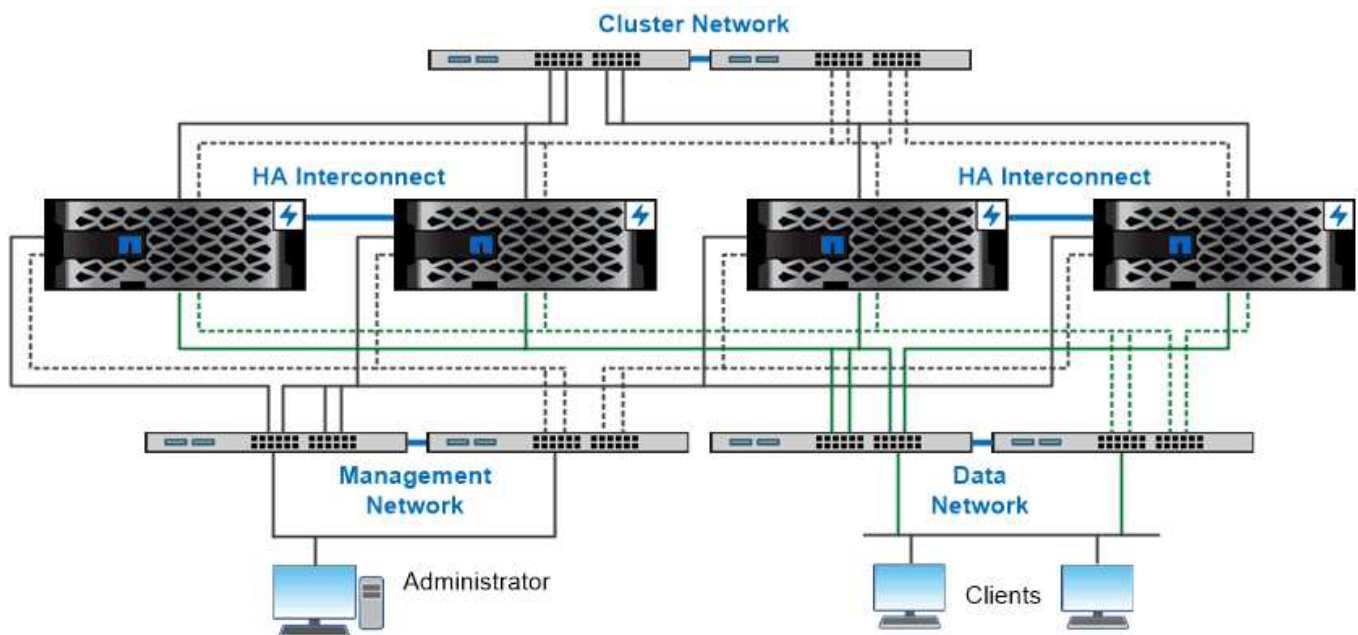 Cluster Network
HA Interconnect
HA Interconnect
Management
Network
Data
Network
Administrator
Clients